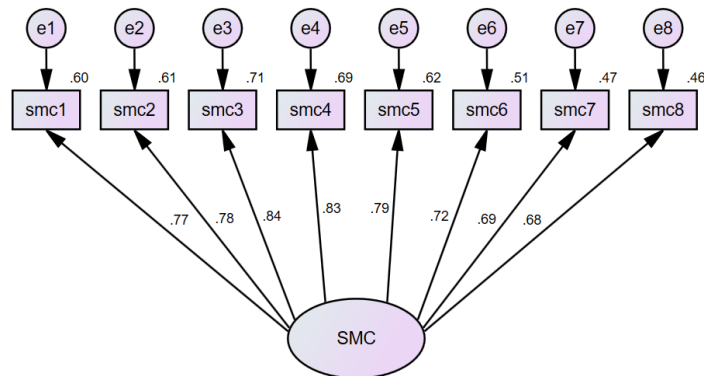 e1 e2 e3 e4 e5 e6 e7 e8
.60 .61 .71 .69 .62 .51 .47 .46
smc1 smc2 smc3 smc4 smc5 smc6 smc7 smc8
.77 .78 .84 .83 .79 .72 .69 .68
SMC